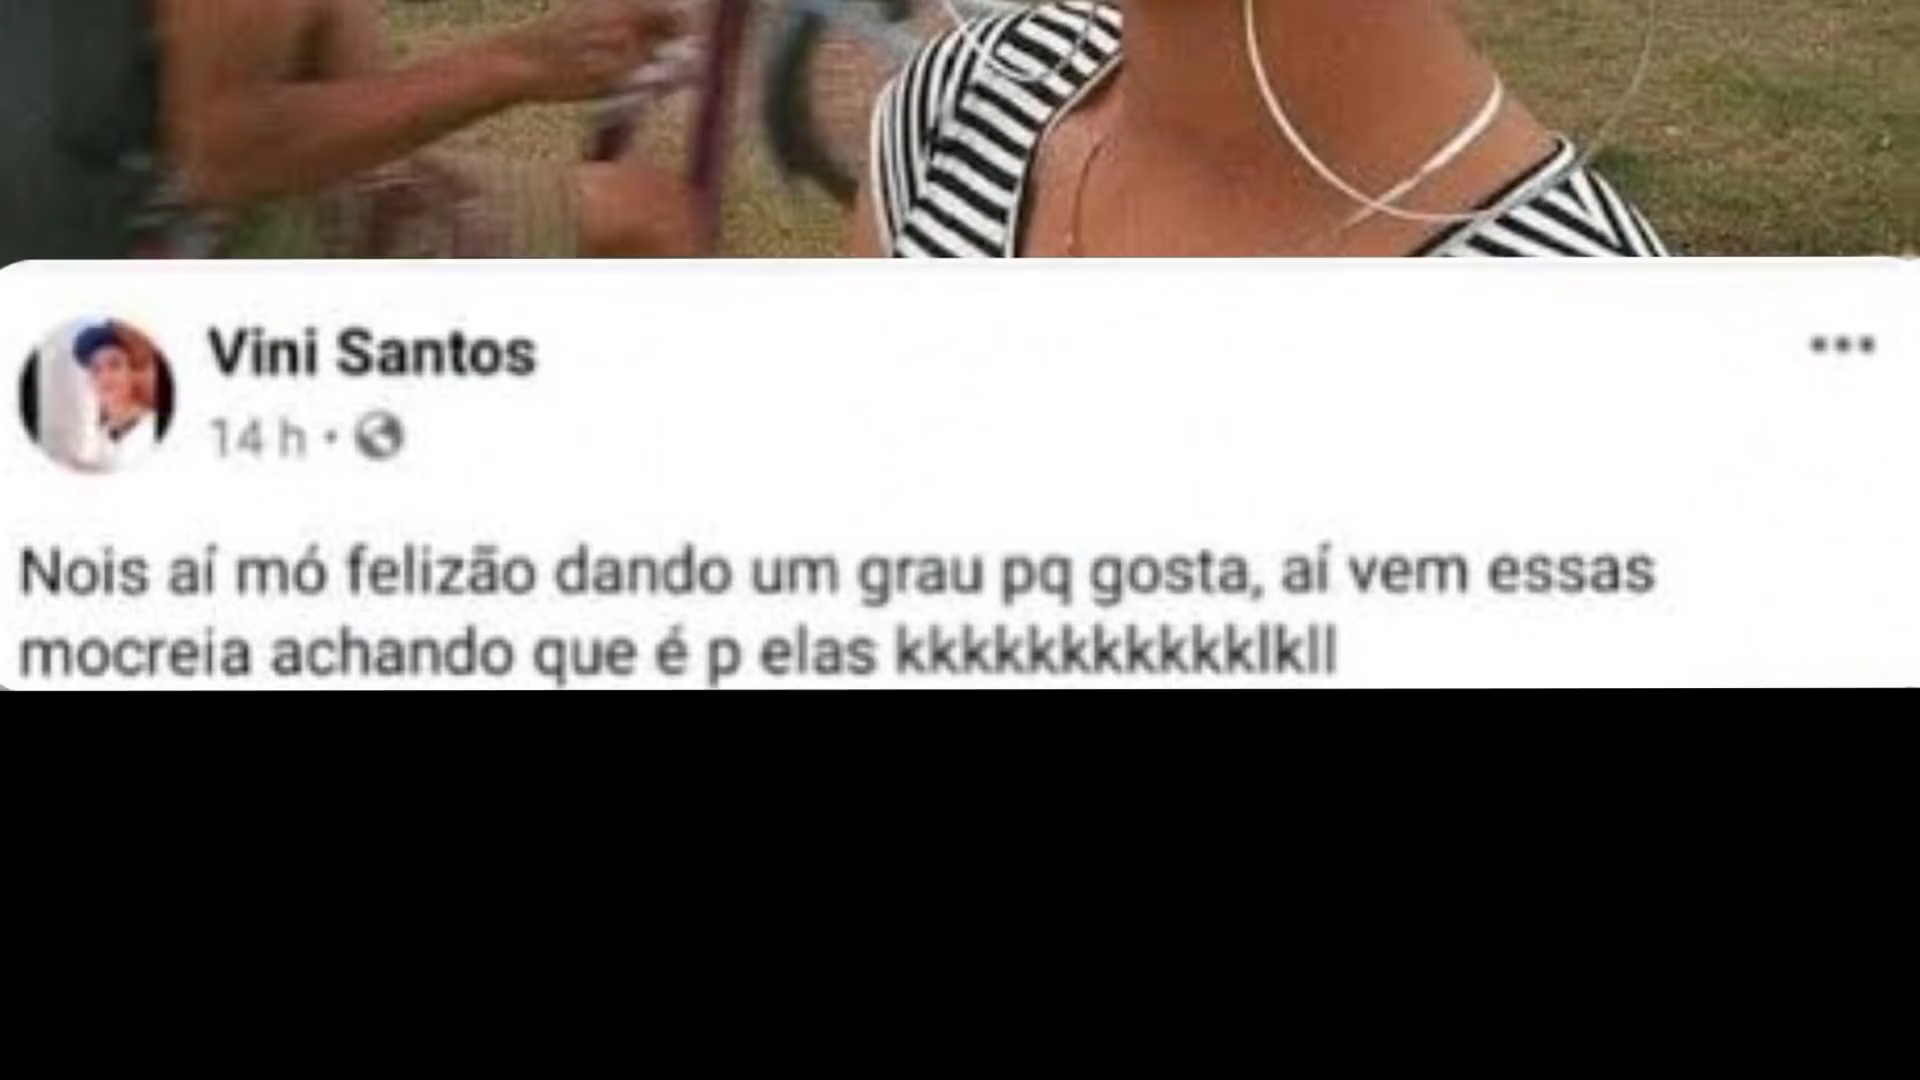 Vini Santos
14 h •
Nois aí mó felizão dando um grau pq gosta, aí vem essas
mocreia achando que é p elas kkkkkkkkkkklkll